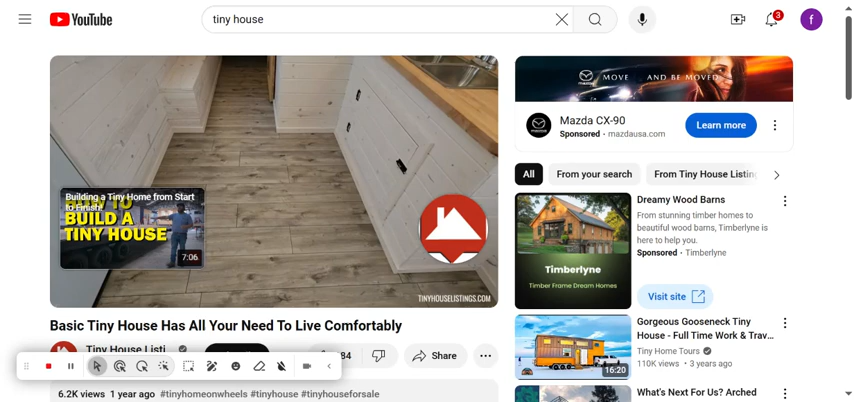 YouTube
tiny house
3
f
Building a Tiny Home from Start
to Finish!
BUILD A
TINY HOUSE
7:06
TINYHOUSELISTINGS.COM
Basic Tiny House Has All Your Need To Live Comfortably
Tiny House Listi
84
Share
6.2K views 1 year ago #tinyhomeonwheels #tinyhouse #tinyhouseforsale
MOVE AND BE MOVED
Mazda CX-90
Sponsored · mazdausa.com
Learn more
All
From your search
From Tiny House Listing
Dreamy Wood Barns
From stunning timber homes to
beautiful wood barns, Timberlyne is
here to help you.
Sponsored · Timberlyne
Timberlyne
Timber Frame Dream Homes
Visit site
Gorgeous Gooseneck Tiny
House - Full Time Work & Trav...
Tiny Home Tours
110K views · 3 years ago
16:20
What's Next For Us? Arched